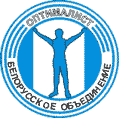 ОПТИМАЛИСТ
БЕЛОРУССКОЕ ОБЪЕДИНЕНИЕ